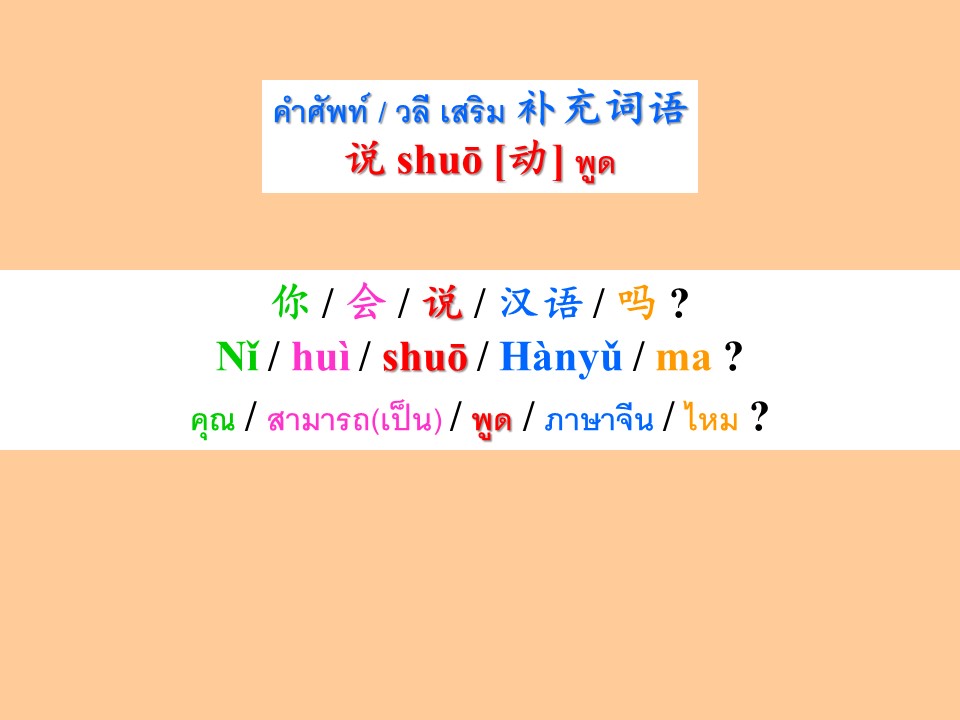 คำศัพท์ / วลี เสริม 补充词语
说 shuō [动] พูด
你 / 会 / 说 / 汉语 / 吗 ?
Nǐ / huì / shuō / Hànyǔ / ma ?
คุณ / สามารถ(เป็น) / พูด / ภาษาจีน / ไหม ?